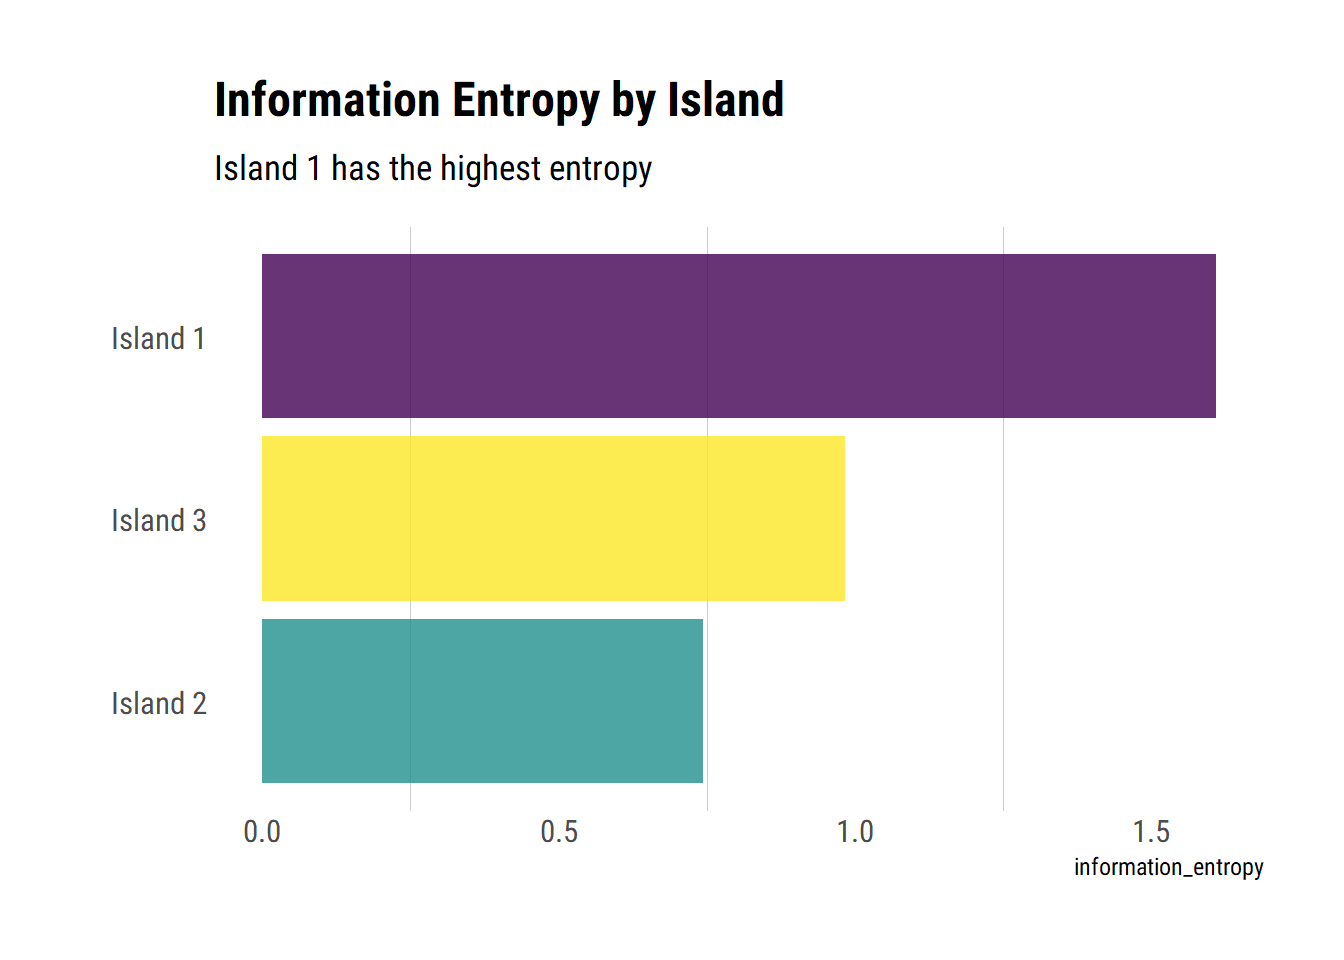 Information Entropy by Island
Island 1 has the highest entropy
Island 1
Island 3
Island 2
0.0 0.5 1.0 1.5
information_entropy